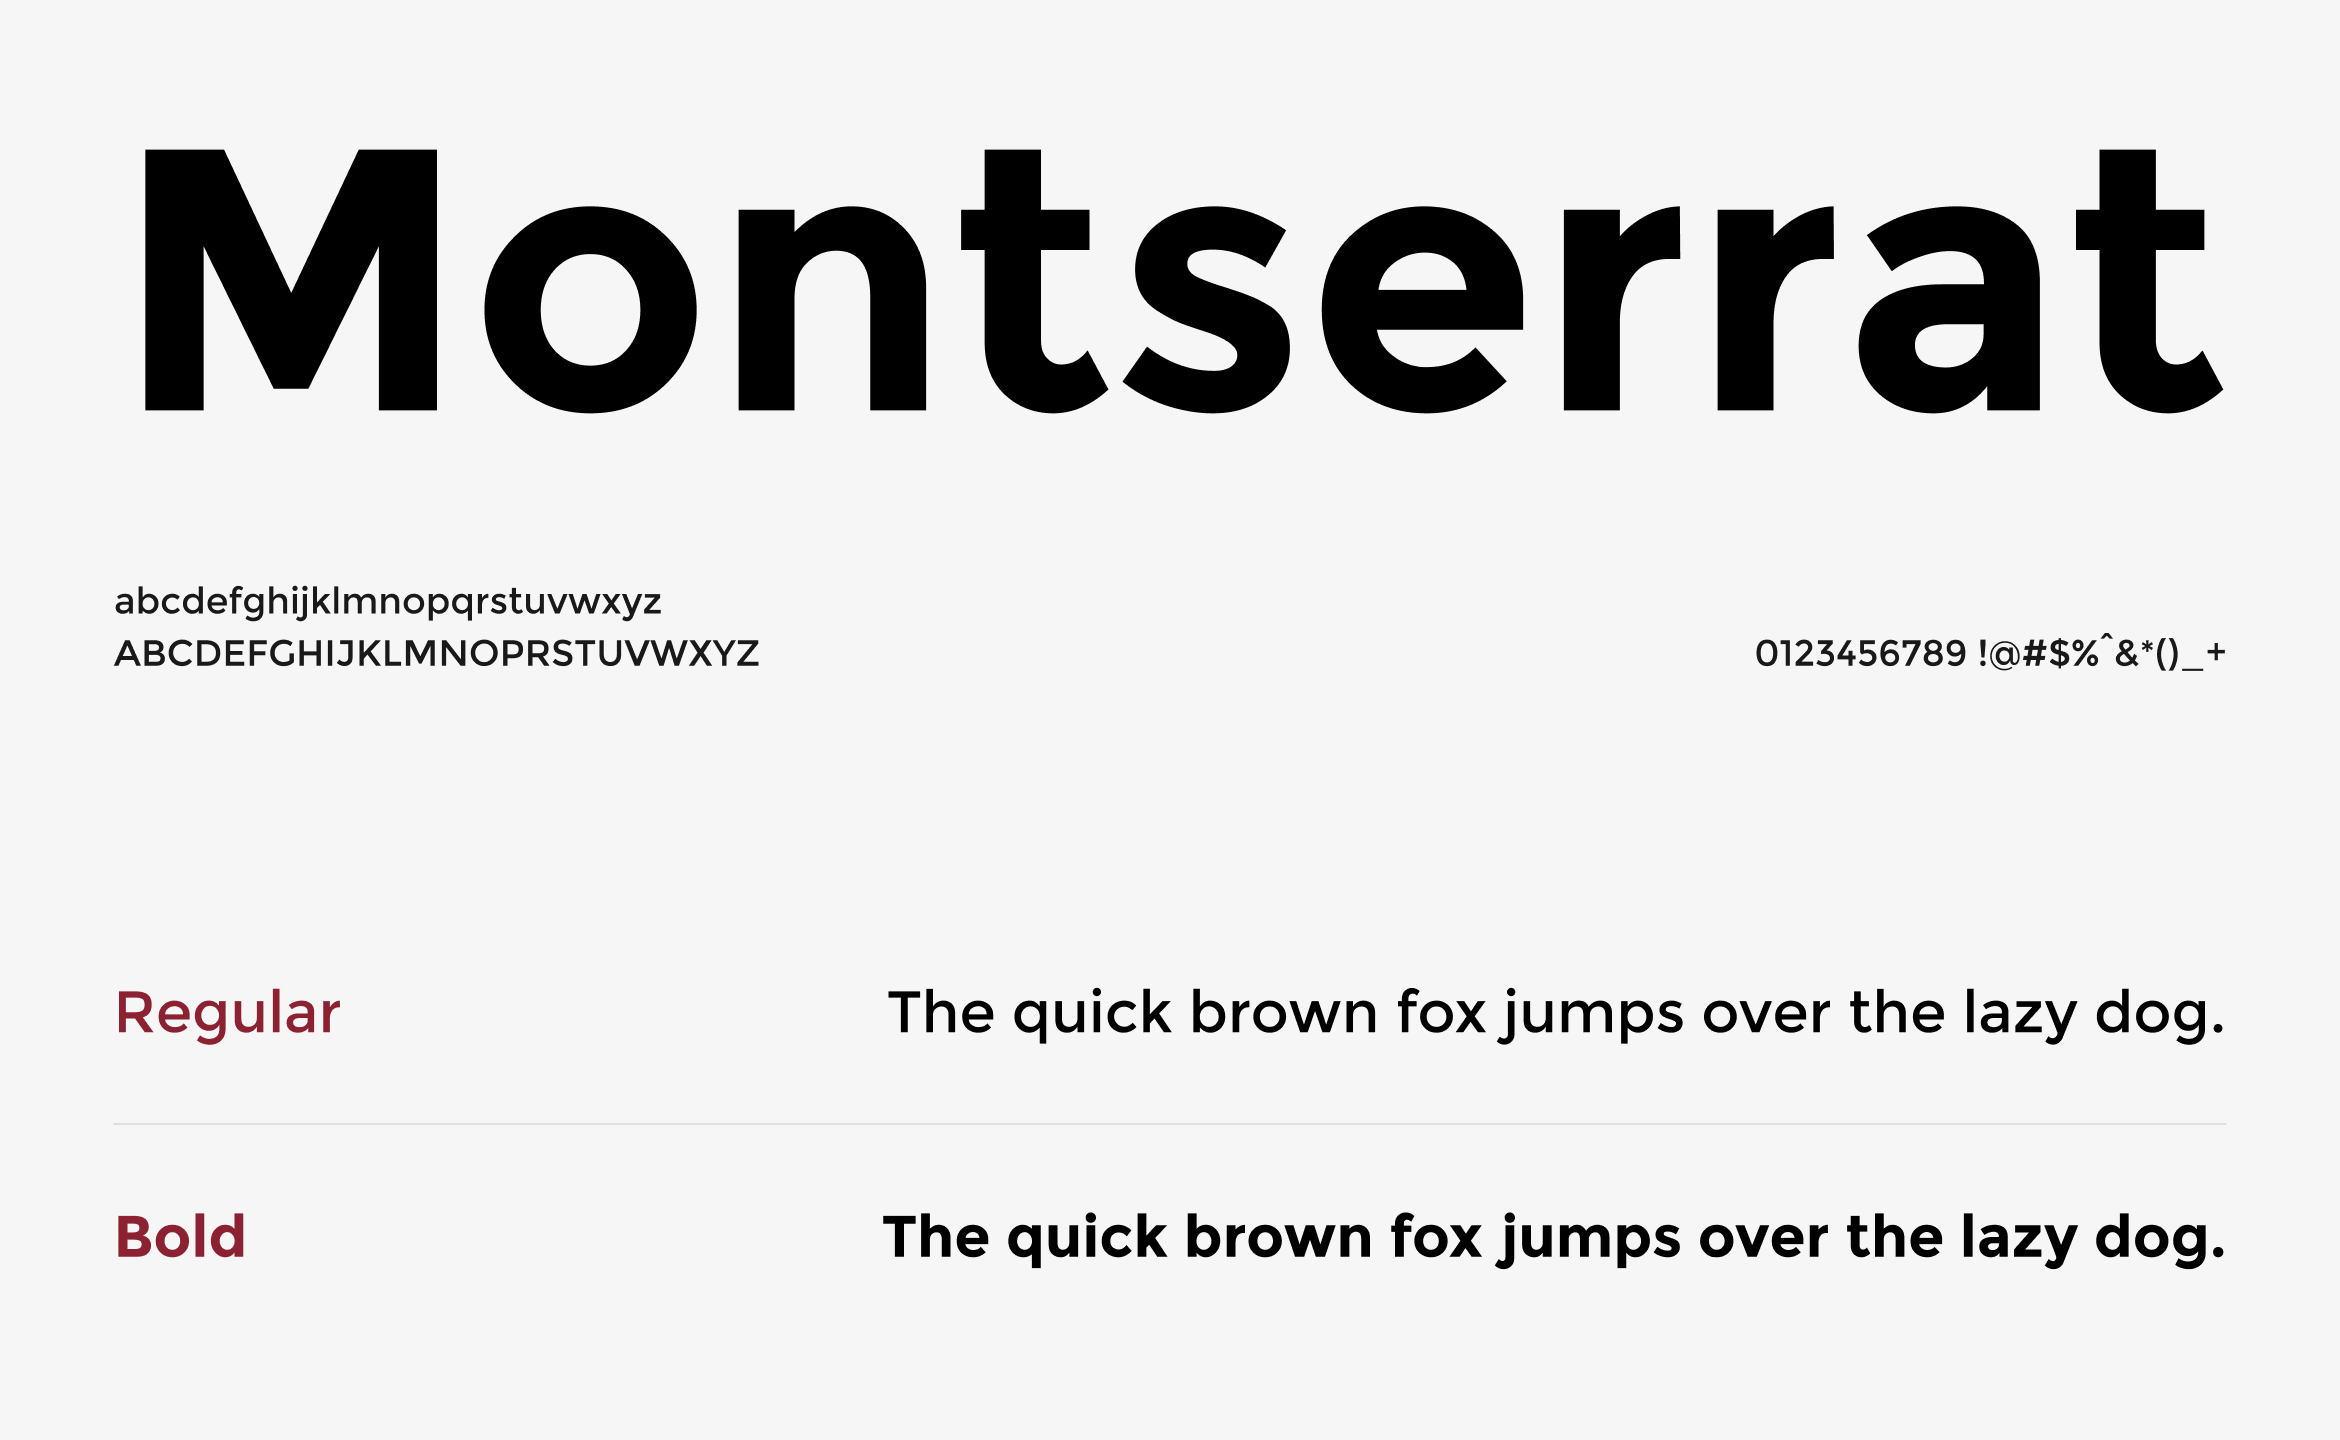 Montserrat
abcdefghijklmnopqrstuvwxyz
ABCDEFGHIJKLMNOPRSTUVWXYZ
0123456789 !@#$%ˆ&*()_+
Regular
The quick brown fox jumps over the lazy dog.
Bold
The quick brown fox jumps over the lazy dog.